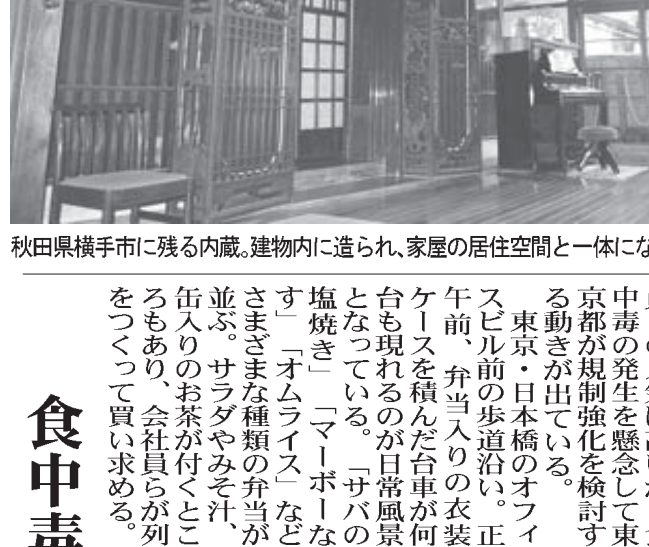 秋田県横手市に残る内蔵。建物内に造られ、家屋の居住空間と一体にな
中毒の発生を懸念して東
京都が規制強化を検討す
る動きが出ている。
東京・日本橋のオフィ
スビル前の歩道沿い。正
午前、弁当入りの衣装
ケースを積んだ台車が何
台も現れるのが日常風景
となっている。「サバの
塩焼き」「マーボーな
す」「オムライス」など
さまざまな種類の弁当が
並ぶ。サラダやみそ汁、
缶入りのお茶が付くとこ
ろもあり、会社員らが列
をつくって買い求める。
食中毒